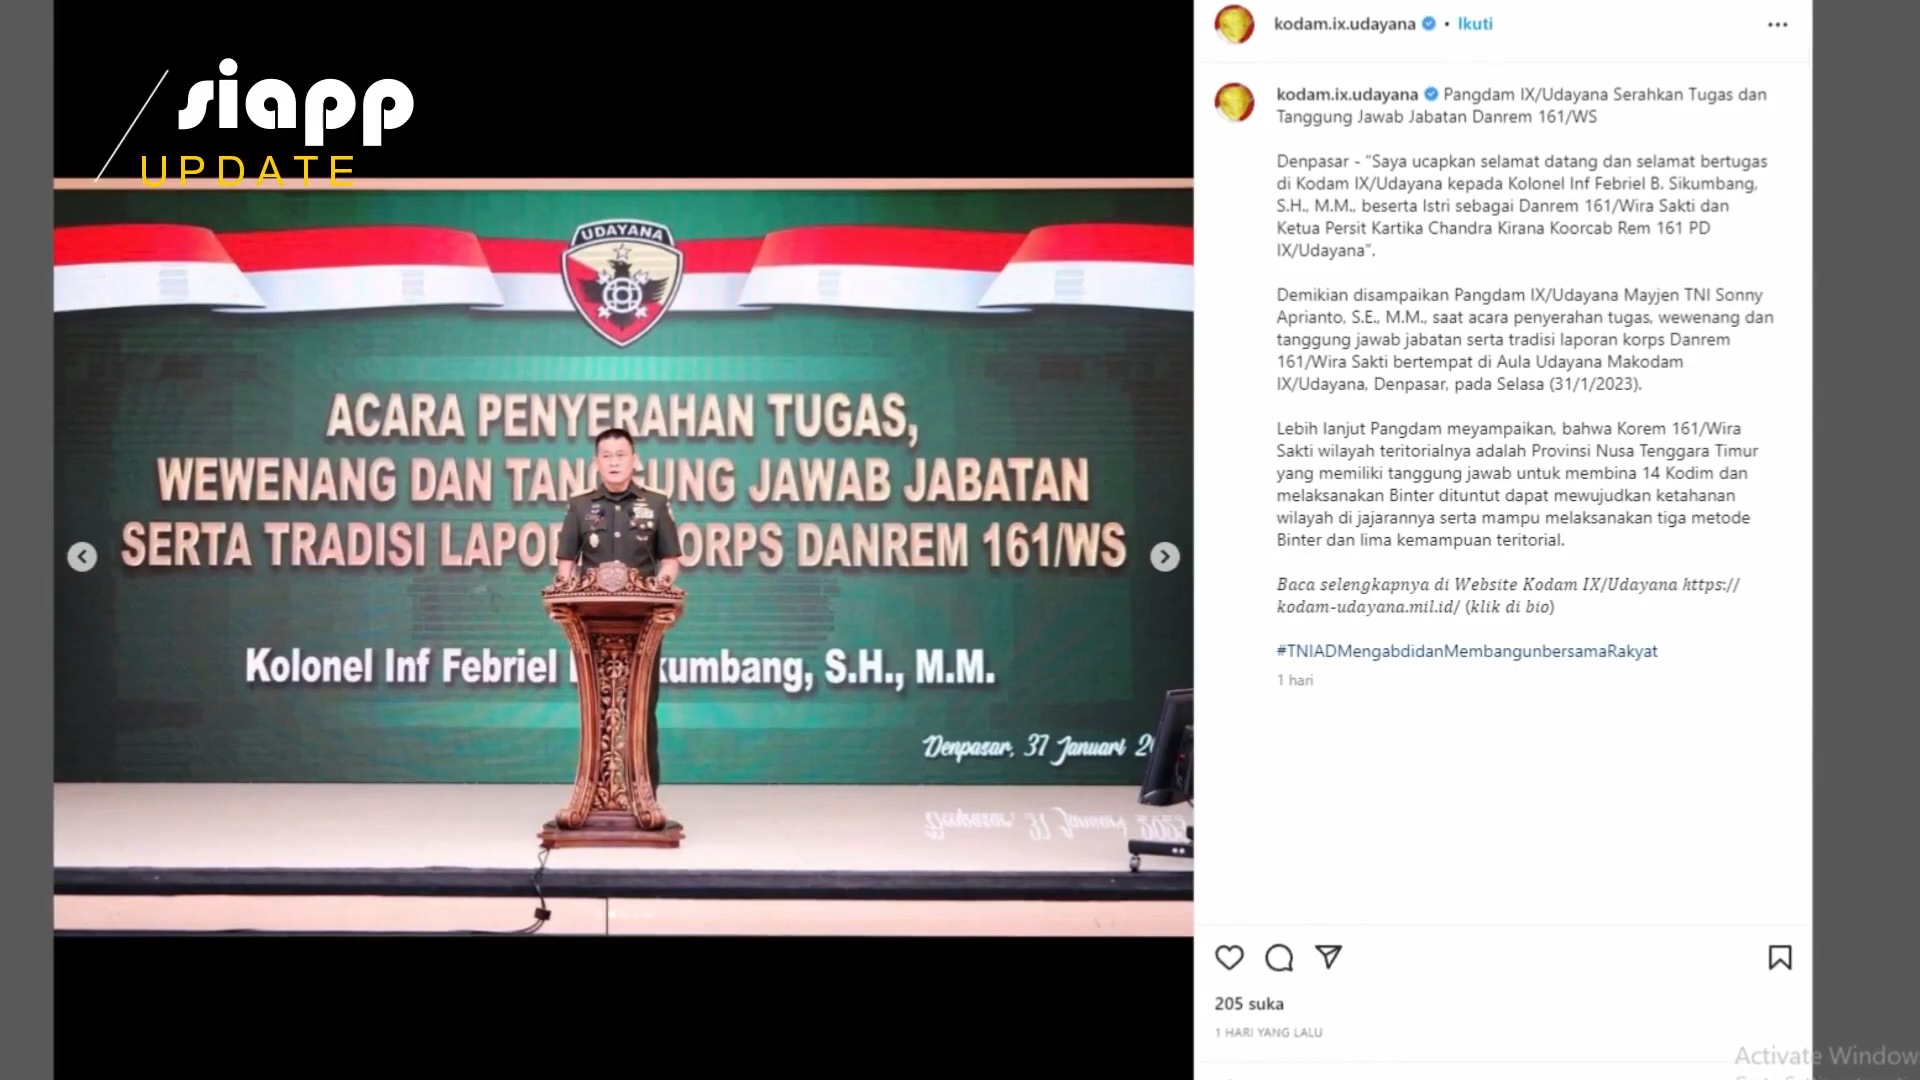 siapp
UPDATE
UDAYANA
ACARA PENYERAHAN TUGAS,
WEWENANG DAN TANGGUNG JAWAB JABATAN
SERTA TRADISI LAPORAN KORPS DANREM 161/WS
Kolonel Inf Febriel kumbang, S.H., M.M.
Denpasar, 31 Januari 20
kodam.ix.udayana • Ikuti
kodam.ix.udayana Pangdam IX/Udayana Serahkan Tugas dan
Tanggung Jawab Jabatan Danrem 161/WS
Denpasar - “Saya ucapkan selamat datang dan selamat bertugas
di Kodam IX/Udayana kepada Kolonel Inf Febriel B. Sikumbang,
S.H., M.M., beserta Istri sebagai Danrem 161/Wira Sakti dan
Ketua Persit Kartika Chandra Kirana Koorcab Rem 161 PD
IX/Udayana”.
Demikian disampaikan Pangdam IX/Udayana Mayjen TNI Sonny
Aprianto, S.E., M.M., saat acara penyerahan tugas, wewenang dan
tanggung jawab jabatan serta tradisi laporan korps Danrem
161/Wira Sakti bertempat di Aula Udayana Makodam
IX/Udayana, Denpasar, pada Selasa (31/1/2023).
Lebih lanjut Pangdam meyampaikan, bahwa Korem 161/Wira
Sakti wilayah teritorialnya adalah Provinsi Nusa Tenggara Timur
yang memiliki tanggung jawab untuk membina 14 Kodim dan
melaksanakan Binter dituntut dapat mewujudkan ketahanan
wilayah di jajarannya serta mampu melaksanakan tiga metode
Binter dan lima kemampuan teritorial.
Baca selengkapnya di Website Kodam IX/Udayana https://
kodam-udayana.mil.id/ (klik di bio)
#TNIADMengabdidanMembangunbersamaRakyat
1 hari
205 suka
1 HARI YANG LALU
Activate Window